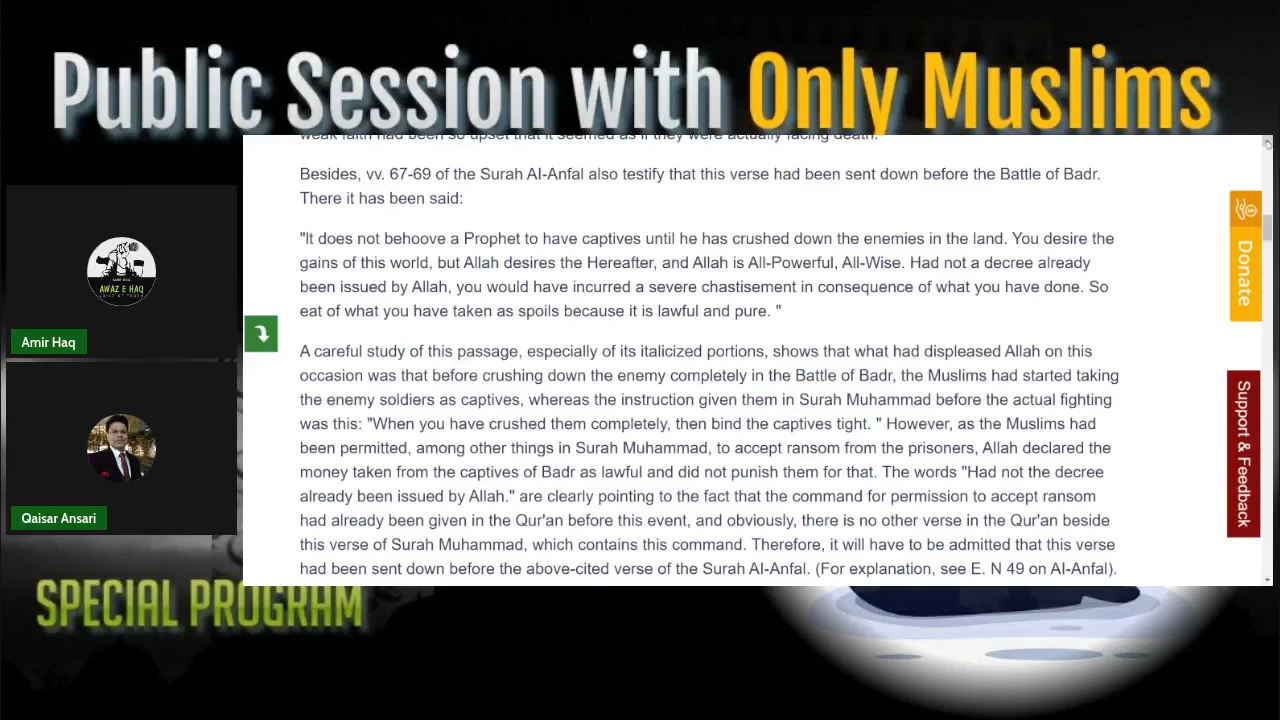 Public Session with Only Muslims
weak faith had been so upset that it seemed as if they were actually facing death.
Besides, vv. 67-69 of the Surah Al-Anfal also testify that this verse had been sent down before the Battle of Badr.
There it has been said:
"It does not behoove a Prophet to have captives until he has crushed down the enemies in the land. You desire the
gains of this world, but Allah desires the Hereafter, and Allah is All-Powerful, All-Wise. Had not a decree already
been issued by Allah, you would have incurred a severe chastisement in consequence of what you have done. So
eat of what you have taken as spoils because it is lawful and pure. "
A careful study of this passage, especially of its italicized portions, shows that what had displeased Allah on this
occasion was that before crushing down the enemy completely in the Battle of Badr, the Muslims had started taking
the enemy soldiers as captives, whereas the instruction given them in Surah Muhammad before the actual fighting
was this: "When you have crushed them completely, then bind the captives tight. " However, as the Muslims had
been permitted, among other things in Surah Muhammad, to accept ransom from the prisoners, Allah declared the
money taken from the captives of Badr as lawful and did not punish them for that. The words "Had not the decree
already been issued by Allah." are clearly pointing to the fact that the command for permission to accept ransom
had already been given in the Qur'an before this event, and obviously, there is no other verse in the Qur'an beside
this verse of Surah Muhammad, which contains this command. Therefore, it will have to be admitted that this verse
had been sent down before the above-cited verse of the Surah Al-Anfal. (For explanation, see E. N 49 on Al-Anfal).
Donate
Support & Feedback
AWAZ E HAQ
Amir Haq
Qaisar Ansari
SPECIAL PROGRAM